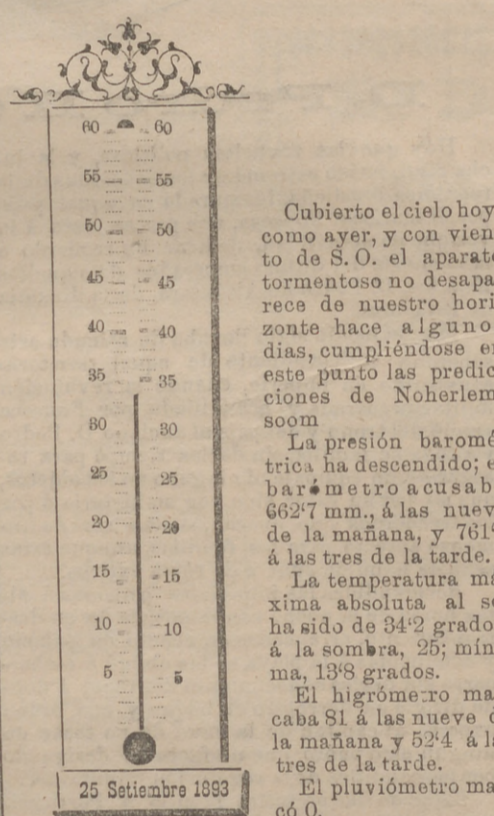 60 60
55 55
50 50
45 45
40 40
35 35
30 30
25 25
20 20
15 15
10 10
5 5
25 Setiembre 1893
Cubierto el cielo hoy
como ayer, y con vien
to de S. O. el aparato
tormentoso no desapa
rece de nuestro hori
zonte hace alguno
dias, cumpliéndose en
este punto las predic
ciones de Noherlem
soom
La presión baromé
trica ha descendido; e
barómetro acusab
662‘7 mm., á las nuev
de la mañana, y 761‘
á las tres de la tarde.
La temperatura má
xima absoluta al so
ha sido de 34‘2 grado
á la sombra, 25; míni
ma, 13‘8 grados.
El higrómetro ma
caba 81 á las nueve d
la mañana y 52‘4 á la
tres de la tarde.
El pluviómetro ma
có 0.